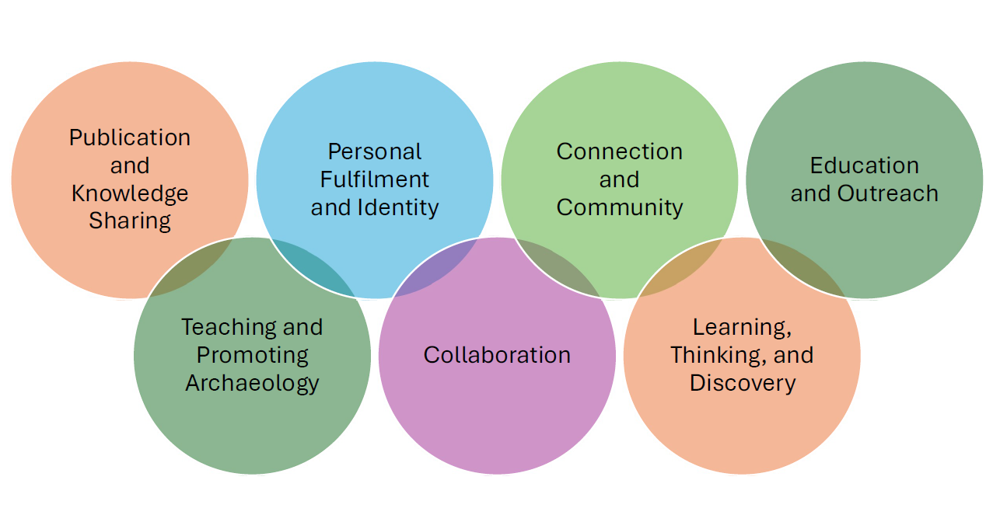 Publication
and
Knowledge
Sharing
Personal
Fulfilment
and Identity
Connection
and
Community
Education
and Outreach
Teaching and
Promoting
Archaeology
Collaboration
Learning,
Thinking, and
Discovery